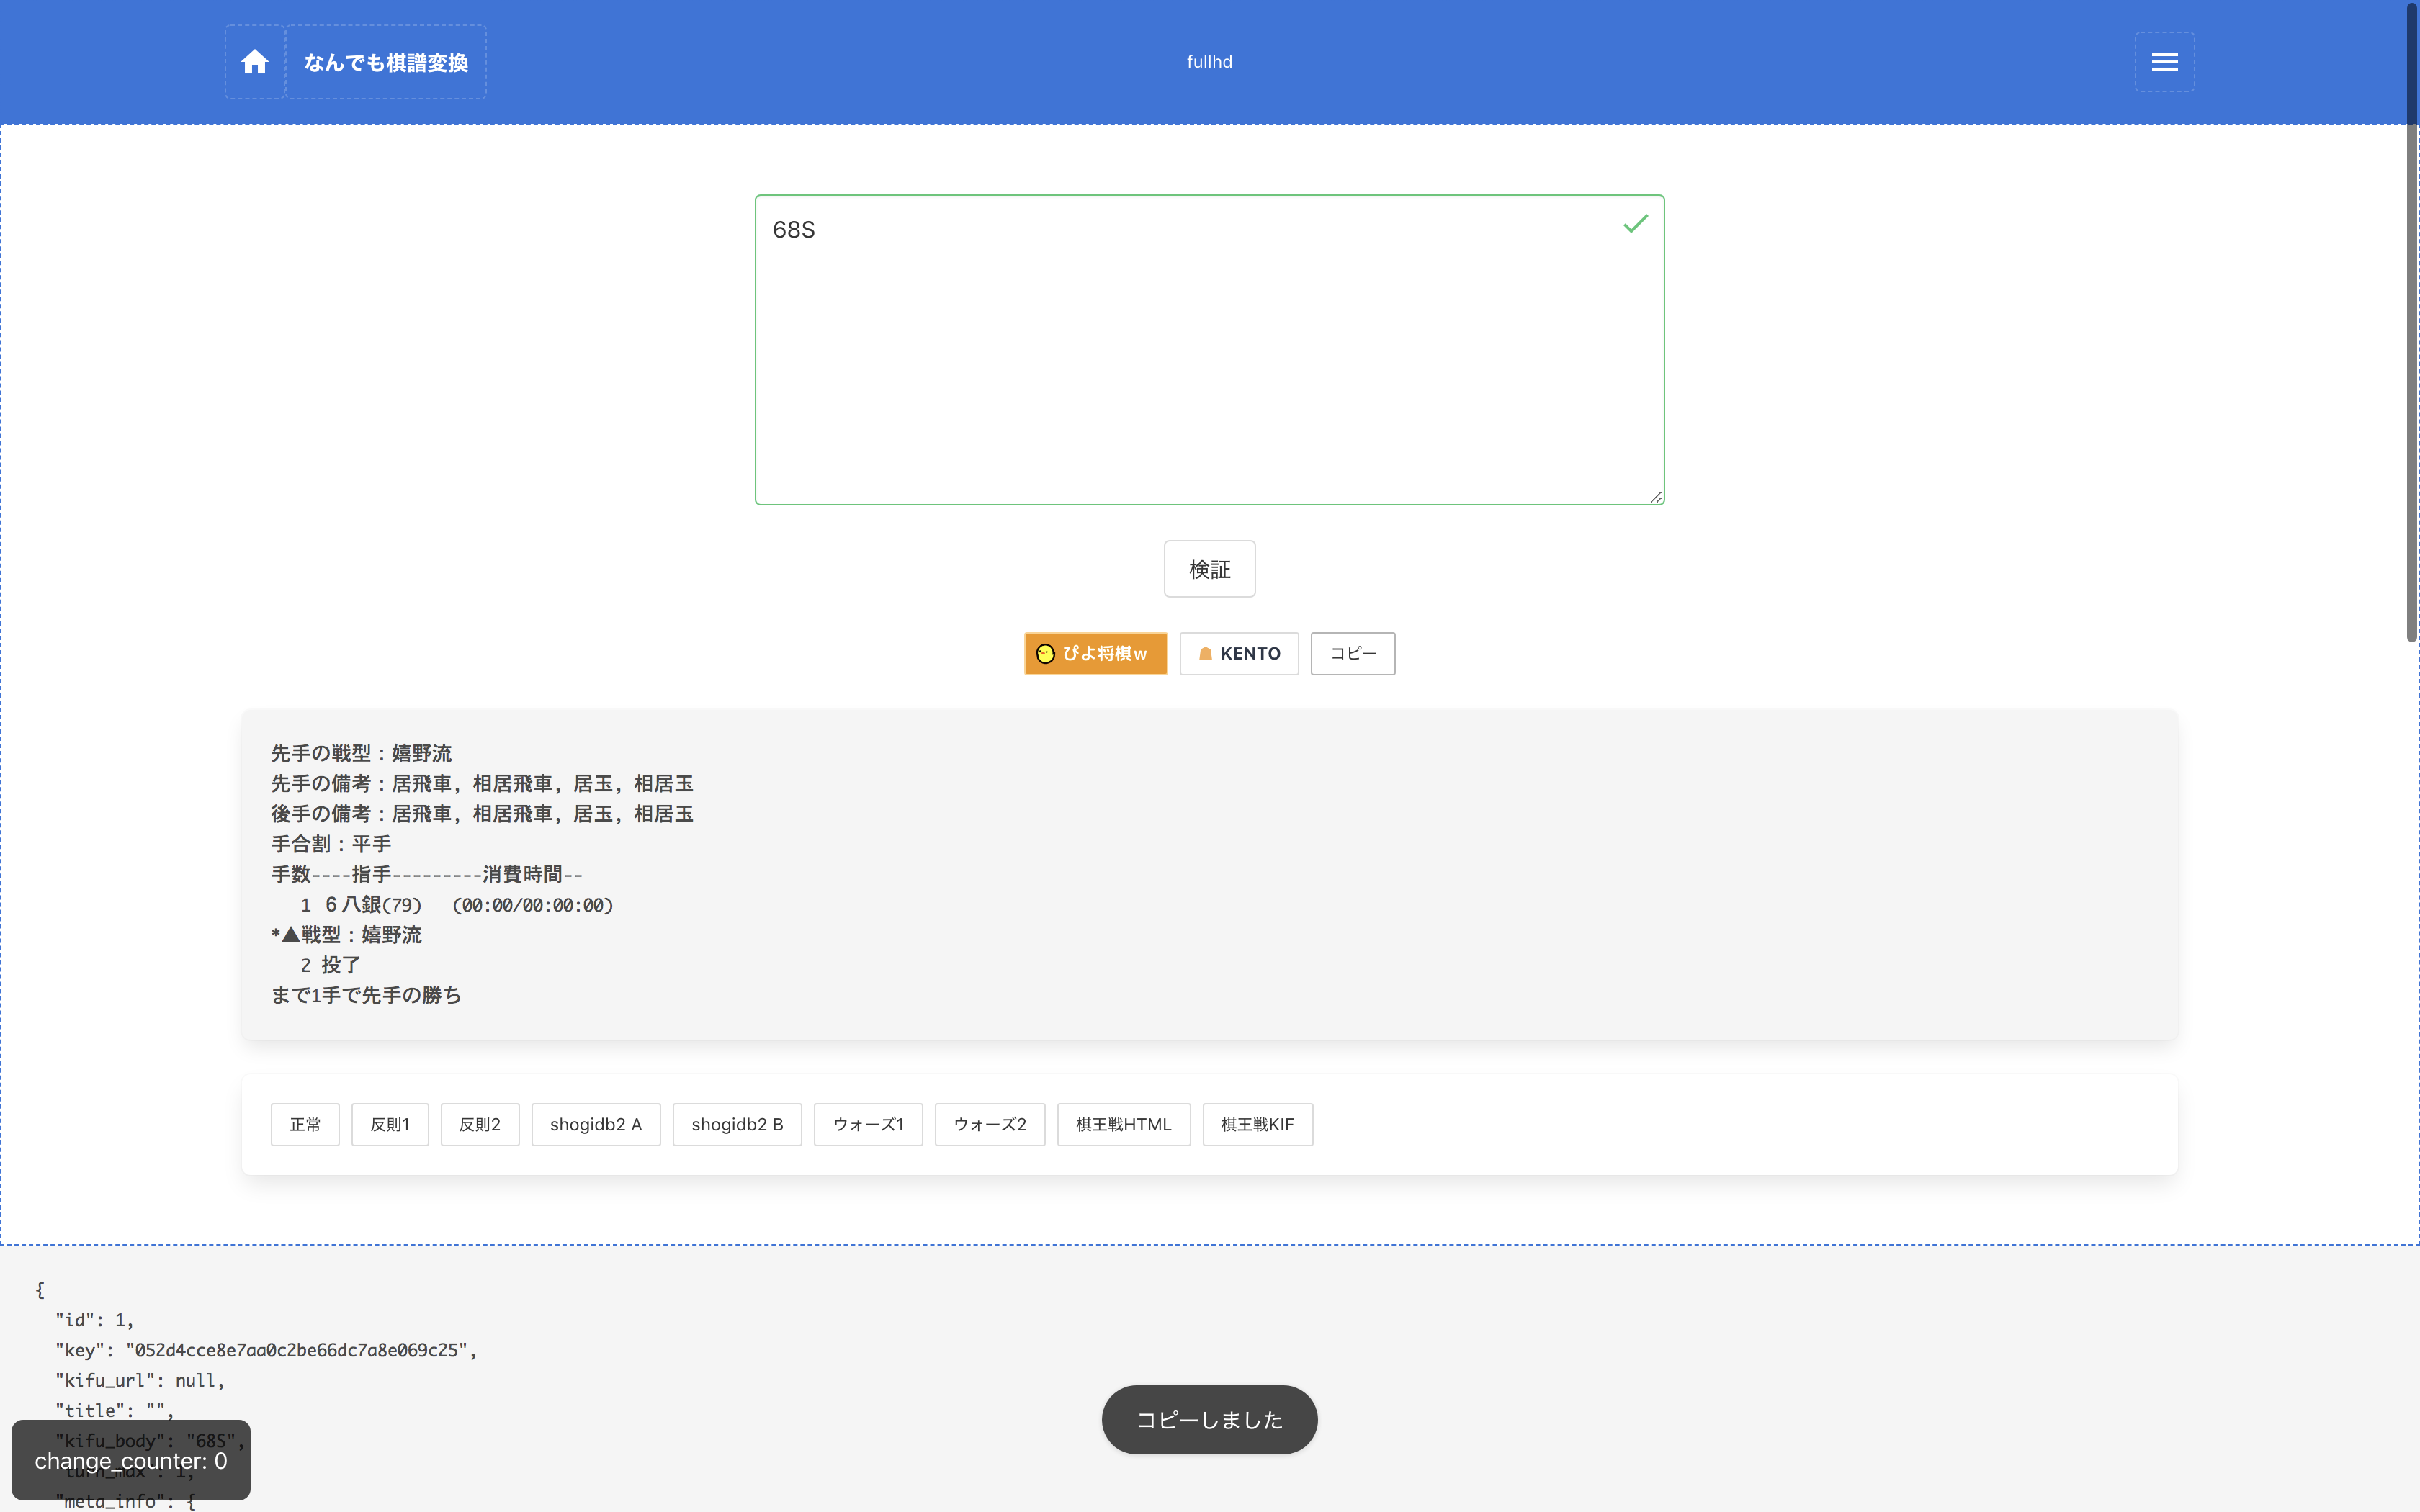 なんでも棋譜変換
fullhd
68S
検証
ぴよ将棋w
KENTO
コピー
先手の戦型：嬉野流
先手の備考：居飛車, 相居飛車, 居玉, 相居玉
後手の備考：居飛車, 相居飛車, 居玉, 相居玉
手合割：平手
手数----指手---------消費時間--
1 ６八銀(79) (00:00/00:00:00)
*▲戦型：嬉野流
2 投了
まで1手で先手の勝ち
正常 反則1 反則2 shogidb2 A shogidb2 B ウォーズ1 ウォーズ2 棋王戦HTML 棋王戦KIF
{
"id": 1,
"key": "052d4cce8e7aa0c2be66dc7a8e069c25",
"kifu_url": null,
"title": "",
"kifu_body": "68S",
"turn_max": 1,
"meta_info": {
change_counter: 0
コピーしました